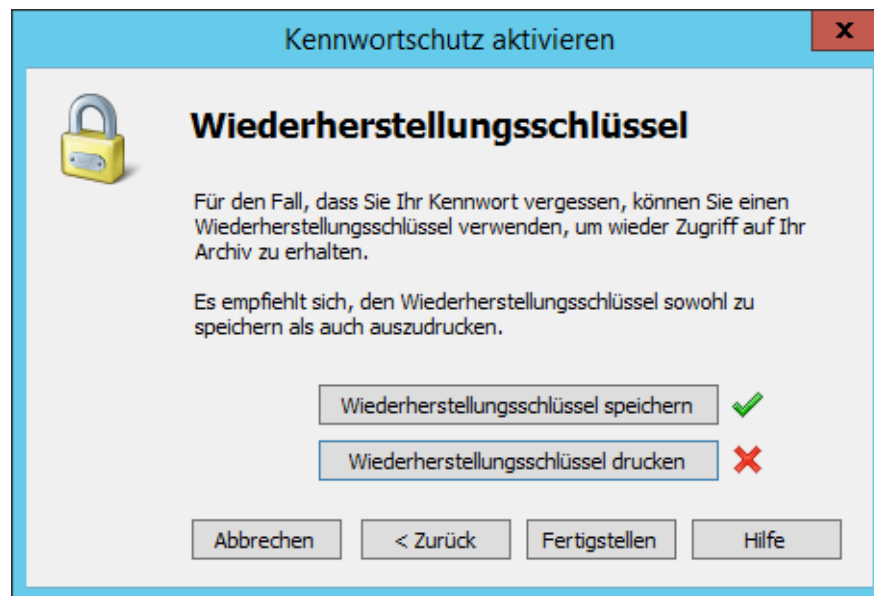 Kennwortschutz aktivieren
x
Wiederherstellungsschlüssel
Für den Fall, dass Sie Ihr Kennwort vergessen, können Sie einen
Wiederherstellungsschlüssel verwenden, um wieder Zugriff auf Ihr
Archiv zu erhalten.
Es empfiehlt sich, den Wiederherstellungsschlüssel sowohl zu
speichern als auch auszudrucken.
Wiederherstellungsschlüssel speichern
Wiederherstellungsschlüssel drucken
Abbrechen < Zurück Fertigstellen Hilfe